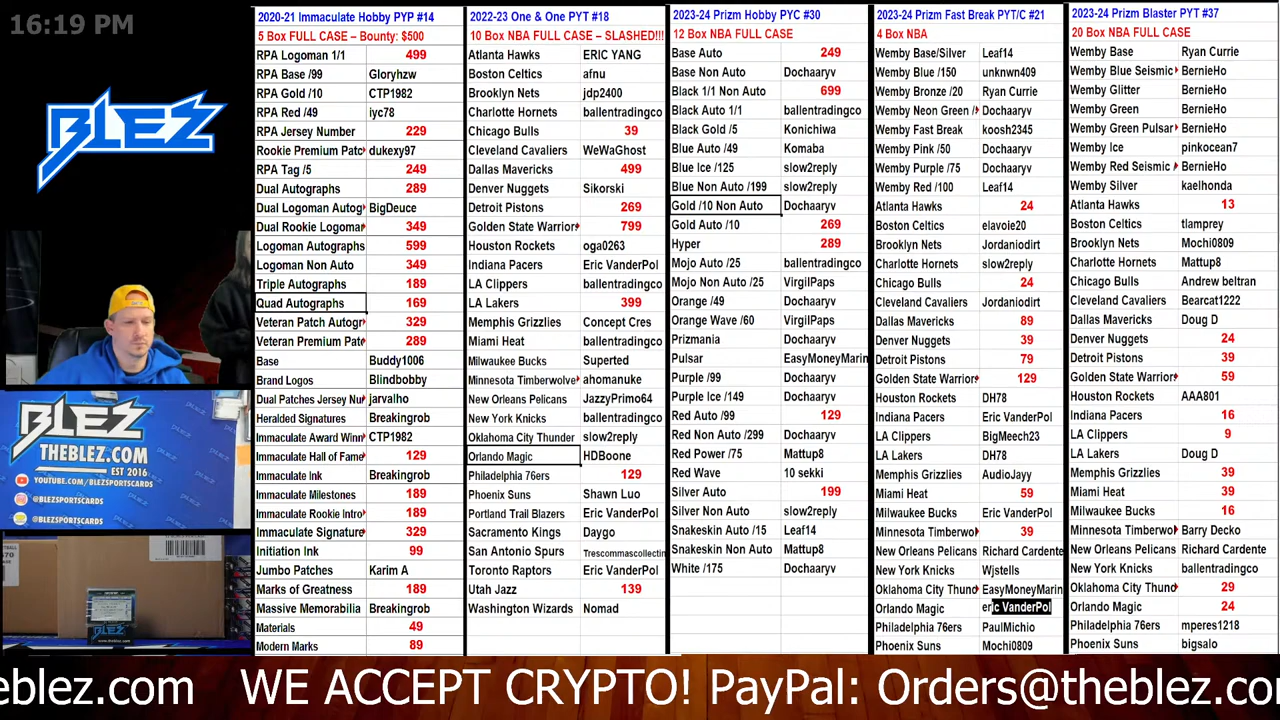 16:19 PM
BLEZ
BLEZ
THEBLEZ.COM
EST 2016
YOUTUBE.COM/BLEZSPORTSCARDS
@BLEZSPORTSCARDS
@BLEZSPORTSCARDS
BLEZ
2020-21 Immaculate Hobby PYP #14
5 Box FULL CASE – Bounty: $500
RPA Logoman 1/1 499
RPA Base /99 Gloryhzw
RPA Gold /10 CTP1982
RPA Red /49 iyc78
RPA Jersey Number 229
Rookie Premium Patc dukexy97
RPA Tag /5 249
Dual Autographs 289
Dual Logoman Autog BigDeuce
Dual Rookie Logoma 349
Logoman Autographs 599
Logoman Non Auto 349
Triple Autographs 189
Quad Autographs 169
Veteran Patch Autogr 329
Veteran Premium Pat 289
Base Buddy1006
Brand Logos Blindbobby
Dual Patches Jersey Nu jarvalho
Heralded Signatures Breakingrob
Immaculate Award Winn CTP1982
Immaculate Hall of Fame 129
Immaculate Ink Breakingrob
Immaculate Milestones 189
Immaculate Rookie Intro 189
Immaculate Signature 329
Initiation Ink 99
Jumbo Patches Karim A
Marks of Greatness 189
Massive Memorabilia Breakingrob
Materials 49
Modern Marks 89
2022-23 One & One PYT #18
10 Box NBA FULL CASE – SLASHED!!!
Atlanta Hawks ERIC YANG
Boston Celtics afnu
Brooklyn Nets jdp2400
Charlotte Hornets ballentradingco
Chicago Bulls 39
Cleveland Cavaliers WeWaGhost
Dallas Mavericks 499
Denver Nuggets Sikorski
Detroit Pistons 269
Golden State Warrior 799
Houston Rockets oga0263
Indiana Pacers Eric VanderPol
LA Clippers ballentradingco
LA Lakers 399
Memphis Grizzlies Concept Cres
Miami Heat ballentradingco
Milwaukee Bucks Superted
Minnesota Timberwolve ahomanuke
New Orleans Pelicans JazzyPrimo64
New York Knicks ballentradingco
Oklahoma City Thunder slow2reply
Orlando Magic HDBoone
Philadelphia 76ers 129
Phoenix Suns Shawn Luo
Portland Trail Blazers Eric VanderPol
Sacramento Kings Daygo
San Antonio Spurs Trescommascollectin
Toronto Raptors Eric VanderPol
Utah Jazz 139
Washington Wizards Nomad
2023-24 Prizm Hobby PYC #30
12 Box NBA FULL CASE
Base Auto 249
Base Non Auto Dochaaryv
Black 1/1 Non Auto 699
Black Auto 1/1 ballentradingco
Black Gold /5 Konichiwa
Blue Auto /49 Komaba
Blue Ice /125 slow2reply
Blue Non Auto /199 slow2reply
Gold /10 Non Auto Dochaaryv
Gold Auto /10 269
Hyper 289
Mojo Auto /25 ballentradingco
Mojo Non Auto /25 VirgilPaps
Orange /49 Dochaaryv
Orange Wave /60 VirgilPaps
Prizmania Dochaaryv
Pulsar EasyMoneyMarin
Purple /99 Dochaaryv
Purple Ice /149 Dochaaryv
Red Auto /99 129
Red Non Auto /299 Dochaaryv
Red Power /75 Mattup8
Red Wave 10 sekki
Silver Auto 199
Silver Non Auto slow2reply
Snakeskin Auto /15 Leaf14
Snakeskin Non Auto Mattup8
White /175 Dochaaryv
2023-24 Prizm Fast Break PYT/C #21
4 Box NBA
Wemby Base/Silver Leaf14
Wemby Blue /150 unknwn409
Wemby Bronze /20 Ryan Currie
Wemby Neon Green / Dochaaryv
Wemby Fast Break koosh2345
Wemby Pink /50 Dochaaryv
Wemby Purple /75 Dochaaryv
Wemby Red /100 Leaf14
Atlanta Hawks 24
Boston Celtics elavoie20
Brooklyn Nets Jordaniodirt
Charlotte Hornets slow2reply
Chicago Bulls 24
Cleveland Cavaliers Jordaniodirt
Dallas Mavericks 89
Denver Nuggets 39
Detroit Pistons 79
Golden State Warrior 129
Houston Rockets DH78
Indiana Pacers Eric VanderPol
LA Clippers BigMeech23
LA Lakers DH78
Memphis Grizzlies AudioJayy
Miami Heat 59
Milwaukee Bucks Eric VanderPol
Minnesota Timberwo 39
New Orleans Pelicans Richard Cardente
New York Knicks Wjstells
Oklahoma City Thun EasyMoneyMarin
Orlando Magic eric VanderPol
Philadelphia 76ers PaulMichio
Phoenix Suns Mochi0809
2023-24 Prizm Blaster PYT #37
20 Box NBA FULL CASE
Wemby Base Ryan Currie
Wemby Blue Seismic BernieHo
Wemby Glitter BernieHo
Wemby Green BernieHo
Wemby Green Pulsar BernieHo
Wemby Ice pinkocean7
Wemby Red Seismic BernieHo
Wemby Silver kaelhonda
Atlanta Hawks 13
Boston Celtics tlamprey
Brooklyn Nets Mochi0809
Charlotte Hornets Mattup8
Chicago Bulls Andrew beltran
Cleveland Cavaliers Bearcat1222
Dallas Mavericks Doug D
Denver Nuggets 24
Detroit Pistons 39
Golden State Warrior 59
Houston Rockets AAA801
Indiana Pacers 16
LA Clippers 9
LA Lakers Doug D
Memphis Grizzlies 39
Miami Heat 39
Milwaukee Bucks 16
Minnesota Timberwo Barry Decko
New Orleans Pelicans Richard Cardente
New York Knicks ballentradingco
Oklahoma City Thun 29
Orlando Magic 24
Philadelphia 76ers mperes1218
Phoenix Suns bigsalo
eblez.com WE ACCEPT CRYPTO! PayPal: Orders@theblez.co